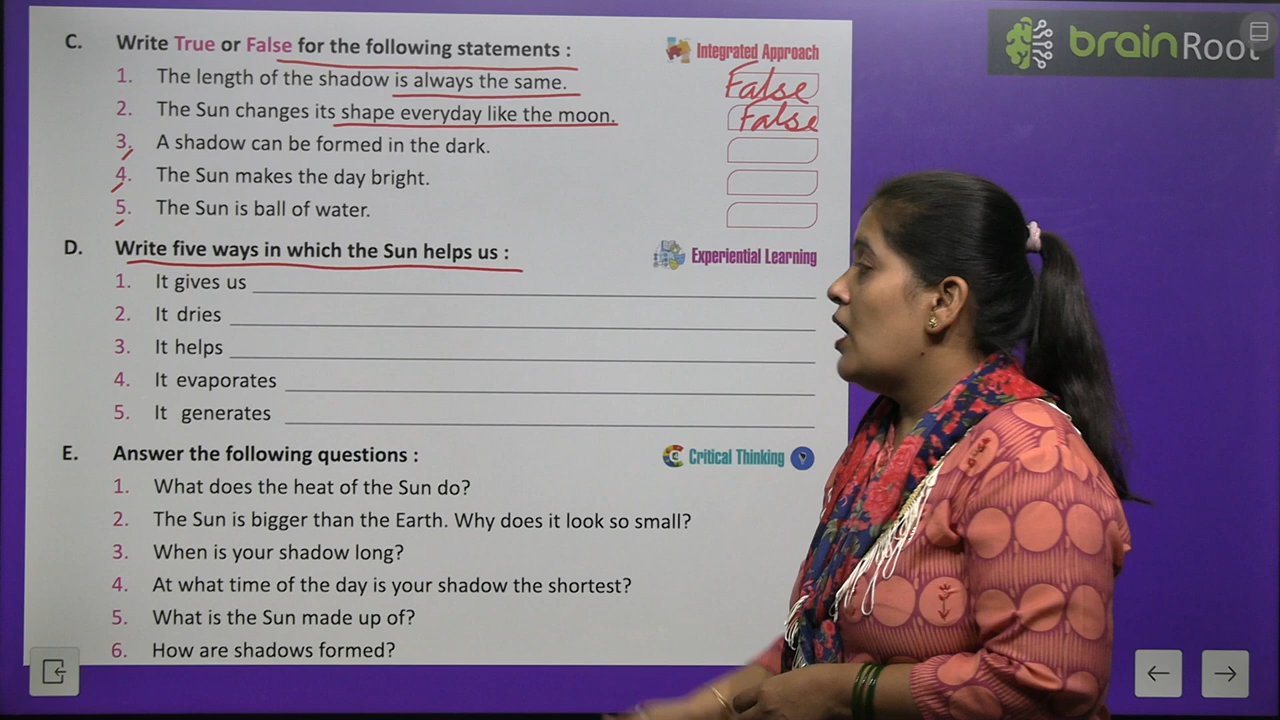 brainRoot
C. Write True or False for the following statements :
Integrated Approach
1. The length of the shadow is always the same. False
2. The Sun changes its shape everyday like the moon. False
3. A shadow can be formed in the dark.
4. The Sun makes the day bright.
5. The Sun is ball of water.
D. Write five ways in which the Sun helps us :
Experiential Learning
1. It gives us
2. It dries
3. It helps
4. It evaporates
5. It generates
E. Answer the following questions :
Critical Thinking
1. What does the heat of the Sun do?
2. The Sun is bigger than the Earth. Why does it look so small?
3. When is your shadow long?
4. At what time of the day is your shadow the shortest?
5. What is the Sun made up of?
6. How are shadows formed?